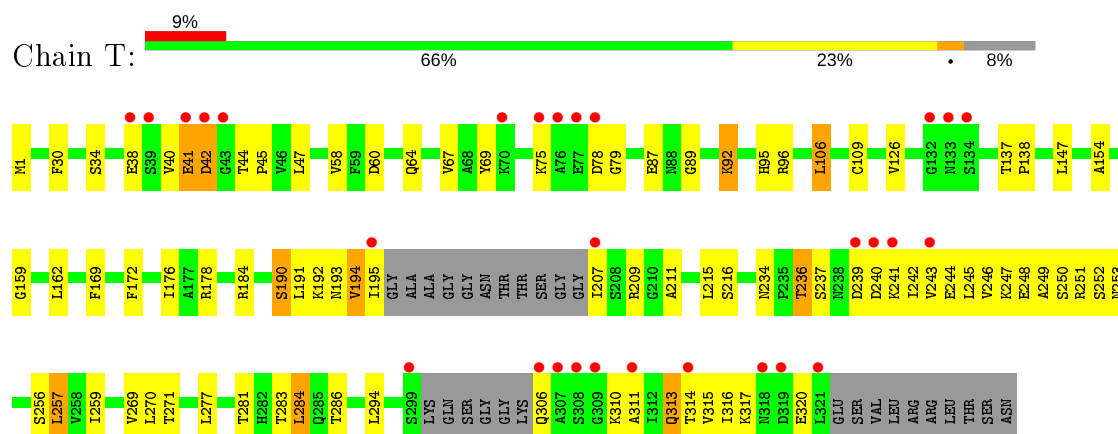 9%
Chain T:
66% 23% • 8%
M1 F30 S34 E38 S39 V40 E41 D42 G43 T44 P45 V46 L47 V58 F59 D60 Q64 V67 A68 Y69 K70 K75 A76 E77 D78 G79 E87 N88 G89 K92 H95 R96 L106 C109 V126 G132 N133 S134 T137 P138 L147 A154
G159 L162 F169 F172 I176 A177 R178 R184 S190 L191 K192 N193 V194 I195 GLY ALA ALA GLY GLY ASN THR THR SER GLY GLY I207 S208 R209 G210 A211 L215 S216 N234 P235 T236 S237 N238 D239 D240 K241 I242 V243 E244 L245 V246 K247 E248 A249 S250 R251 S252 N253
S256 L257 V258 I259 V269 L270 T271 L277 T281 H282 T283 L284 Q285 T286 L294 S299 LYS GLN SER GLY GLY LYS Q306 A307 S308 G309 K310 A311 I312 Q313 T314 V315 L316 K317 N318 D319 E320 L321 GLU SER VAL LEU ARG ARG LEU THR SER ASN